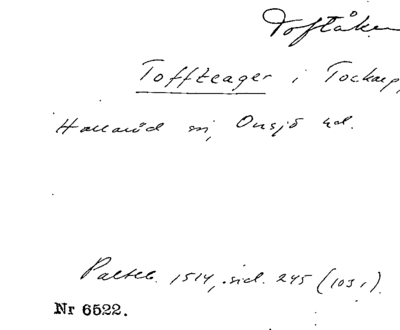 Toftåker
Toffteager i Tockarp,
Hallaröd sn, Onsjö hd.
Palteb. 1514, sid. 245 (103,).
Nr 6522.